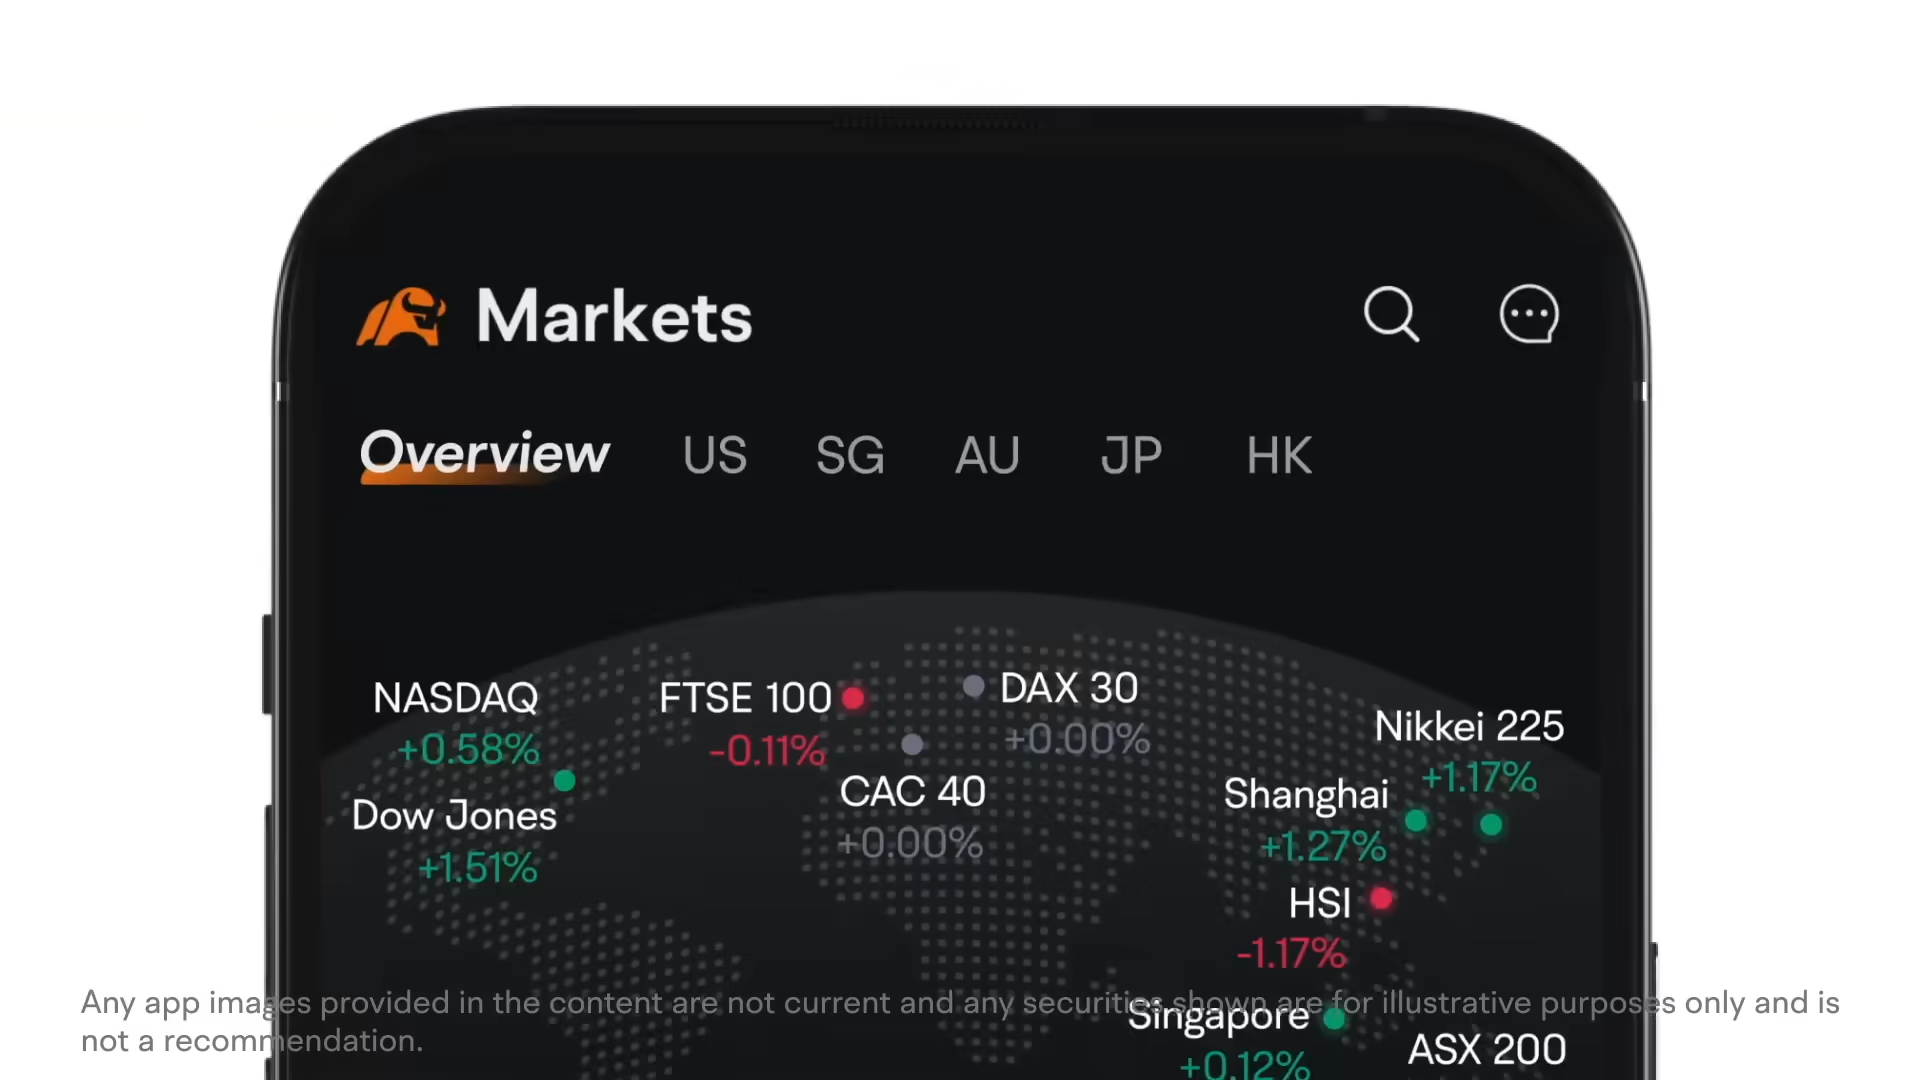 Markets
Overview US SG AU JP HK
NASDAQ
+0.58%
Dow Jones
+1.51%
FTSE 100
-0.11%
DAX 30
+0.00%
CAC 40
+0.00%
Nikkei 225
+1.17%
Shanghai
+1.27%
HSI
-1.17%
Singapore
+0.12%
ASX 200
Any app images provided in the content are not current and any securities shown are for illustrative purposes only and is
not a recommendation.